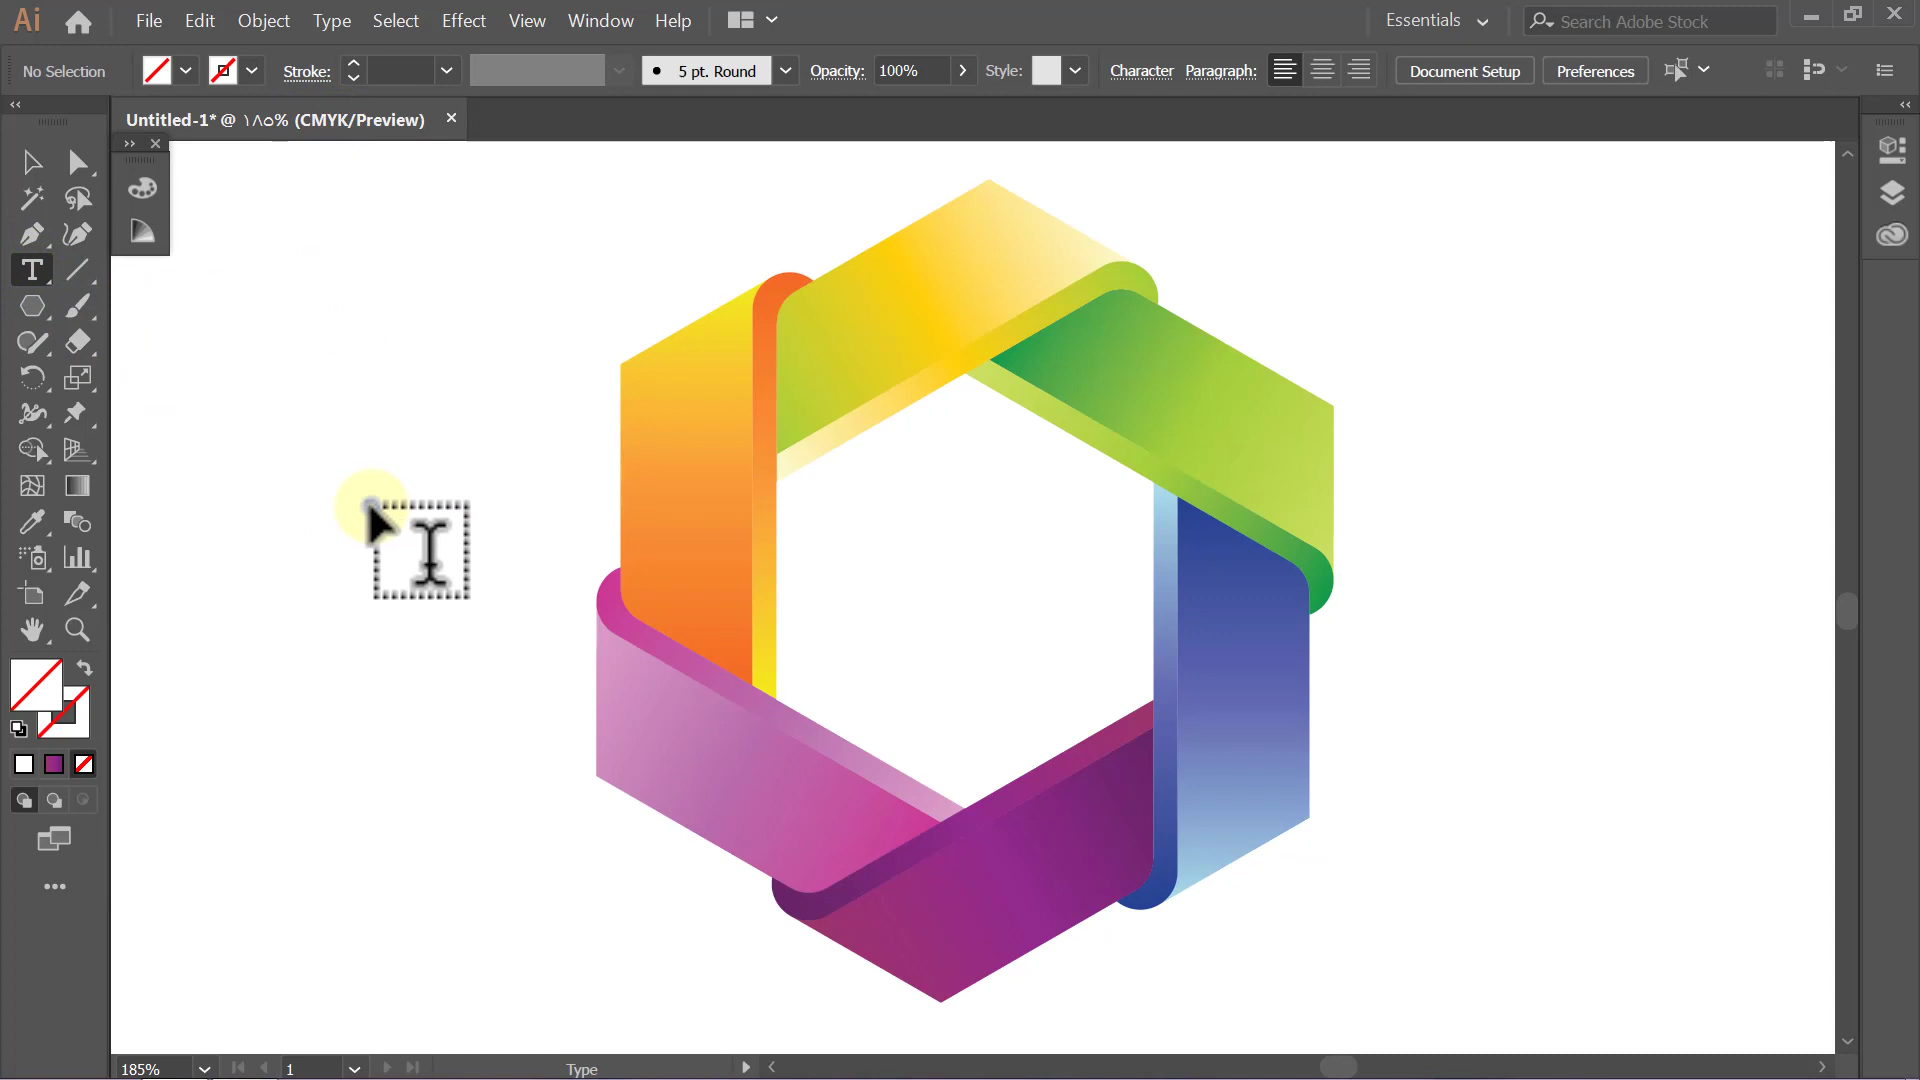 Ai File Edit Object Type Select Effect View Window Help Essentials Search Adobe Stock
No Selection Stroke: 5 pt. Round Opacity: 100% Style: Character Paragraph: Document Setup Preferences
Untitled-1* @ ١٨٥% (CMYK/Preview)
185% 1 Type